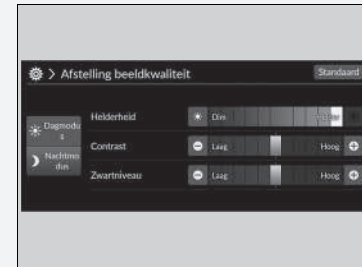 > Afstelling beeldkwaliteit
Standaard
Dagmodu
s
Nachtmo
dus
Helderheid
Dim
Contrast
Laag
Hoog
Zwartniveau
Laag
Hoog